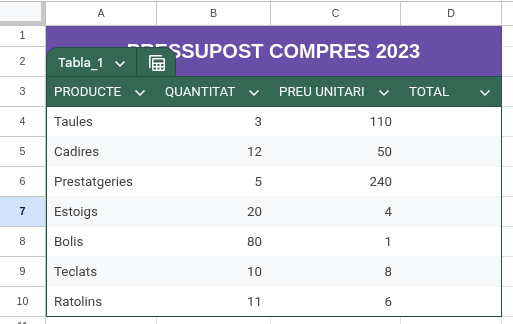 A B C D
1 PRESSUPOST COMPRES 2023
2 Tabla_1
3 PRODUCTE QUANTITAT PREU UNITARI TOTAL
4 Taules 3 110
5 Cadires 12 50
6 Prestatgeries 5 240
7 Estoigs 20 4
8 Bolis 80 1
9 Teclats 10 8
10 Ratolins 11 6